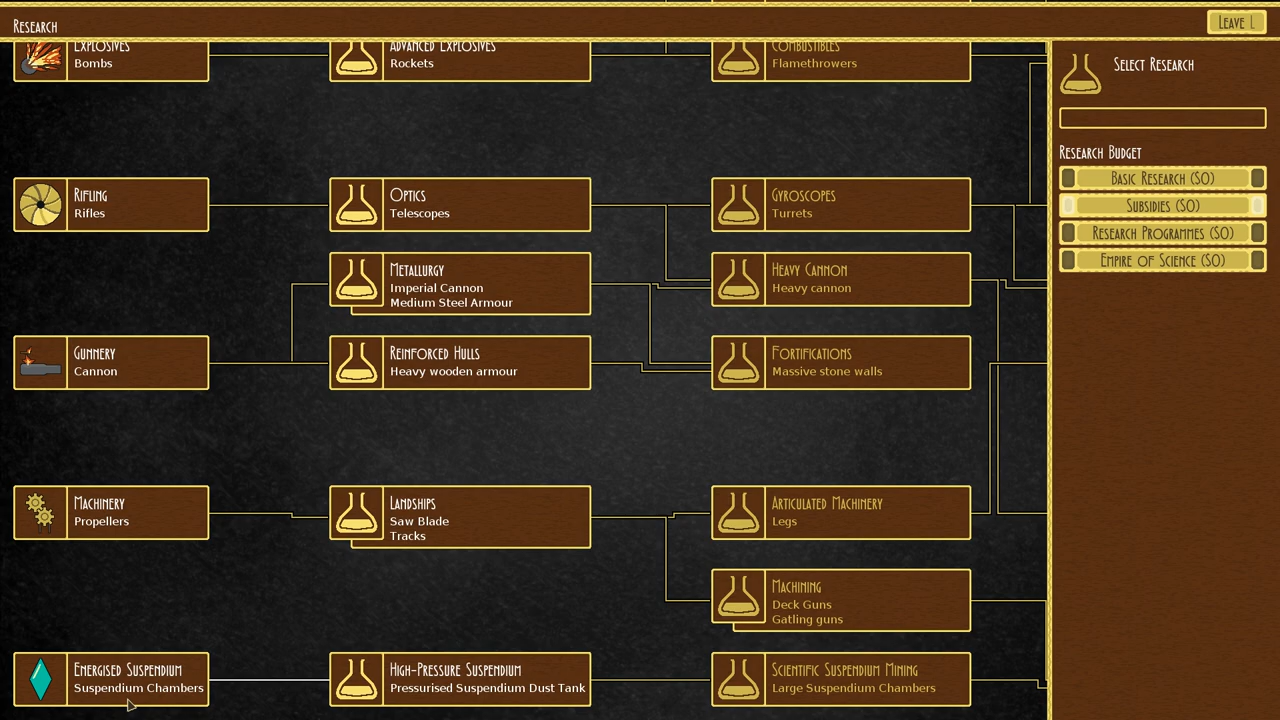 Research
Leave L
Explosives
Bombs
Advanced Explosives
Rockets
Combustibles
Flamethrowers
Select Research
Research Budget
Basic Research ($0)
Subsidies ($0)
Research Programmes ($0)
Empire of Science ($0)
Rifling
Rifles
Optics
Telescopes
Gyroscopes
Turrets
Metallurgy
Imperial Cannon
Medium Steel Armour
Heavy Cannon
Heavy cannon
Gunnery
Cannon
Reinforced Hulls
Heavy wooden armour
Fortifications
Massive stone walls
Machinery
Propellers
Landships
Saw Blade
Tracks
Articulated Machinery
Legs
Machining
Deck Guns
Gatling guns
Energised Suspendium
Suspendium Chambers
High-Pressure Suspendium
Pressurised Suspendium Dust Tank
Scientific Suspendium Mining
Large Suspendium Chambers